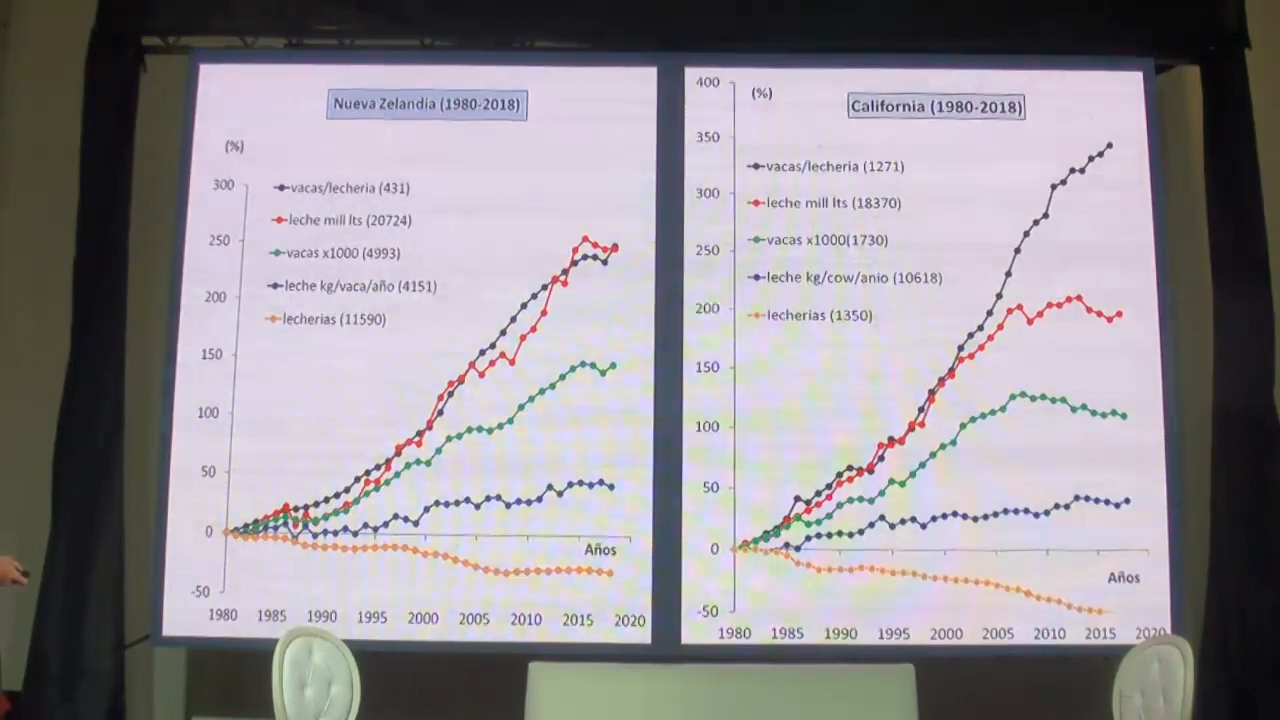 Nueva Zelandia (1980-2018)
(%)
vacas/lecheria (431)
leche mill lts (20724)
vacas x1000 (4993)
leche kg/vaca/año (4151)
lecherias (11590)
300
250
200
150
100
50
0
-50
Años
1980 1985 1990 1995 2000 2005 2010 2015 2020
California (1980-2018)
(%)
vacas/lecheria (1271)
leche mill lts (18370)
vacas x1000(1730)
leche kg/cow/anio (10618)
lecherias (1350)
400
350
300
250
200
150
100
50
0
-50
Años
1980 1985 1990 1995 2000 2005 2010 2015 2020